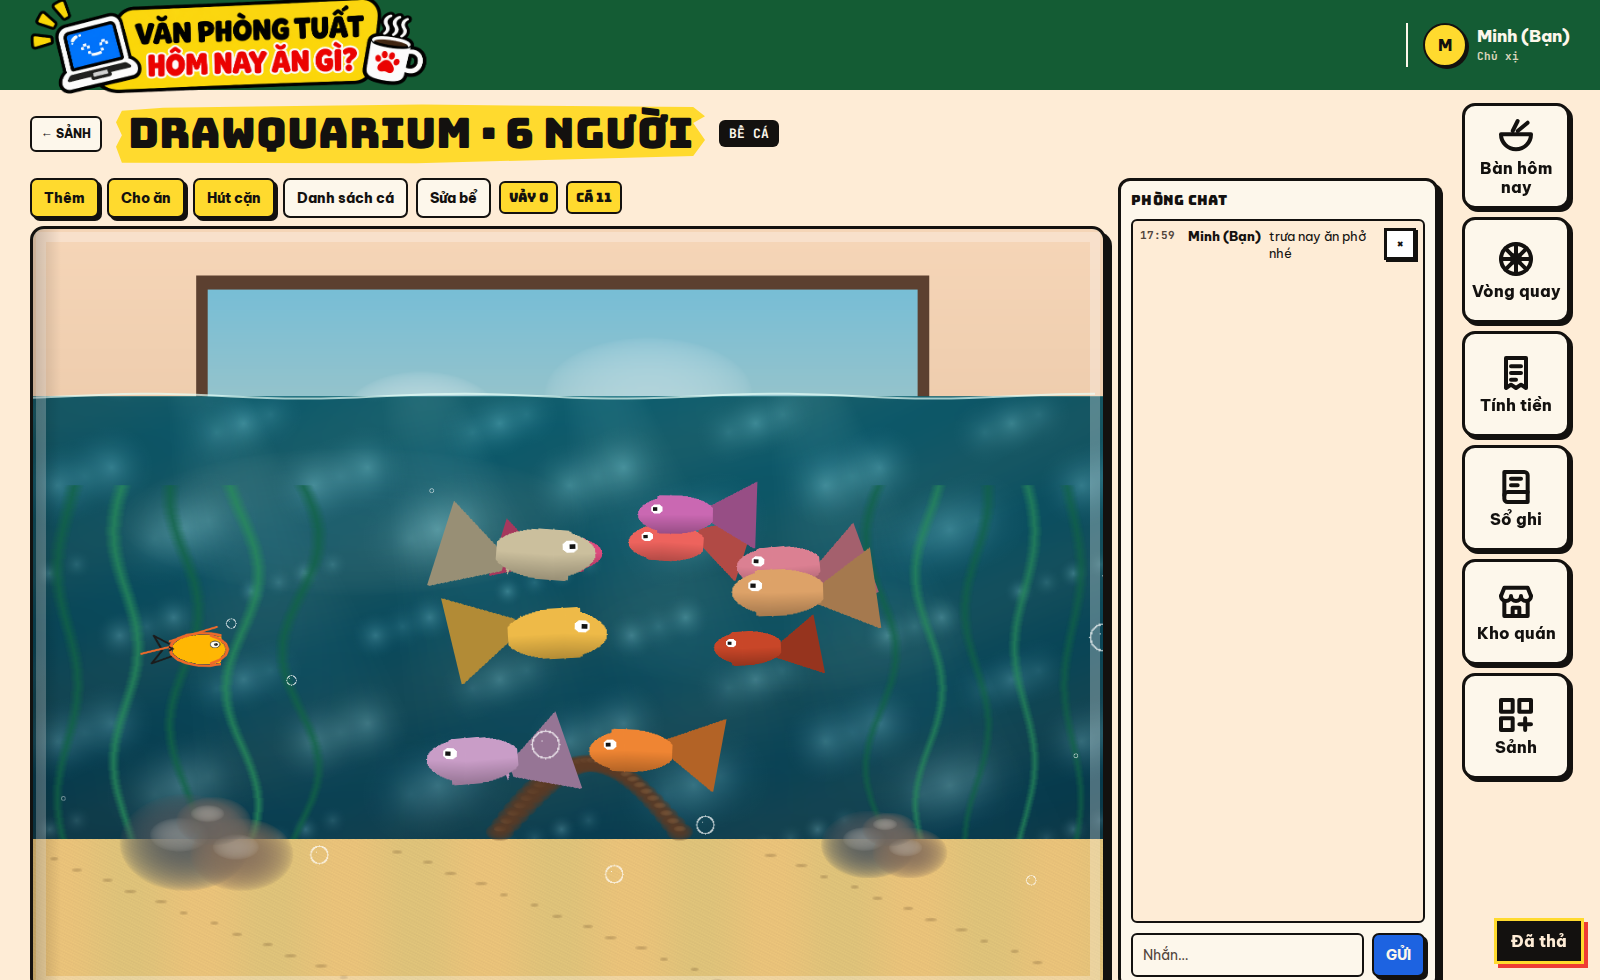 VĂN PHÒNG TUẤT
HÔM NAY ĂN GÌ?
M
Minh (Bạn)
Chủ xị
← SẢNH
DRAWQUARIUM • 6 NGƯỜI
BỂ CÁ
Thêm
Cho ăn
Hút cặn
Danh sách cá
Sửa bể
VẢY 0
CÁ 11
PHÒNG CHAT
17:59 Minh (Bạn) trưa nay ăn phở
nhé
×
Nhắn...
GỬI
Bàn hôm
nay
Vòng quay
Tính tiền
Sổ ghi
Kho quán
Sảnh
Đã thả